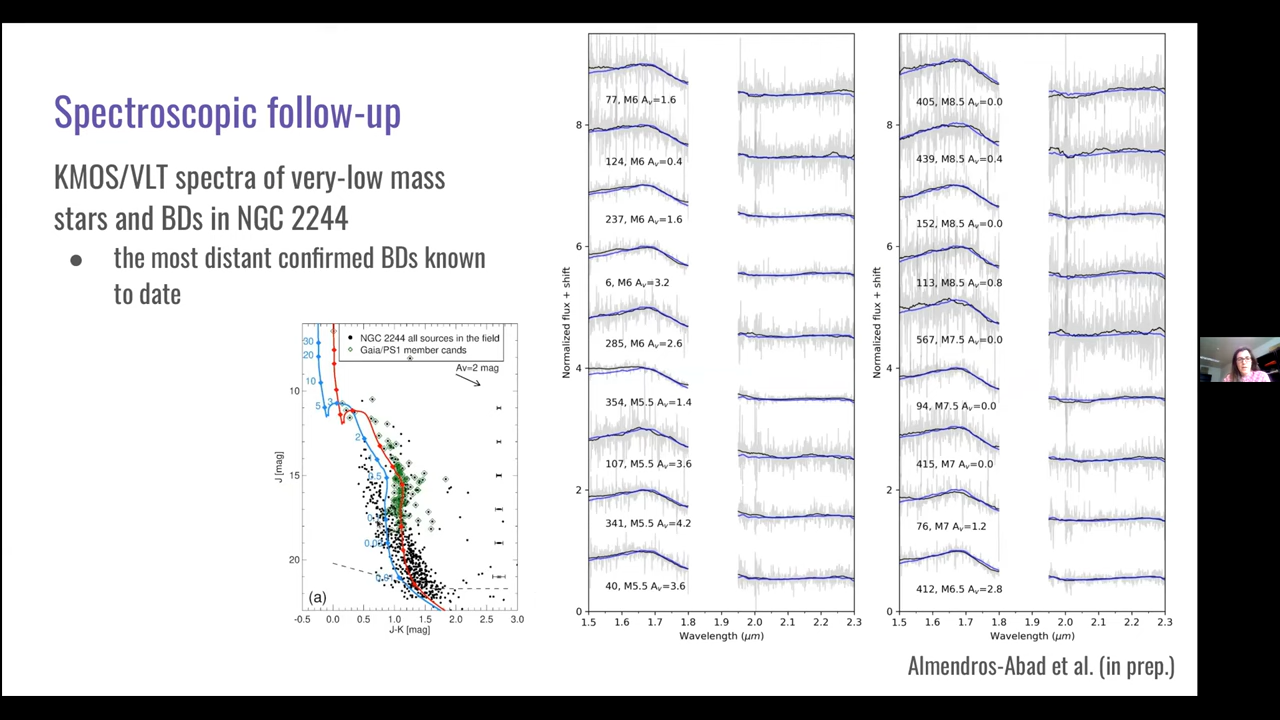 Spectroscopic follow-up
KMOS/VLT spectra of very-low mass
stars and BDs in NGC 2244
● the most distant confirmed BDs known
to date
NGC 2244 all sources in the field
Gaia/PS1 member cands
Av=2 mag
30
20
10
5
3
2
0.5
10
15
20
J [mag]
(a)
-0.5 0.0 0.5 1.0 1.5 2.0 2.5 3.0
J-K [mag]
Normalized flux + shift
8
6
4
2
0
77, M6 Av=1.6
124, M6 Av=0.4
237, M6 Av=1.6
6, M6 Av=3.2
285, M6 Av=2.6
354, M5.5 Av=1.4
107, M5.5 Av=3.6
341, M5.5 Av=4.2
40, M5.5 Av=3.6
1.5 1.6 1.7 1.8 1.9 2.0 2.1 2.2 2.3
Wavelength (μm)
Normalized flux + shift
8
6
4
2
0
405, M8.5 Av=0.0
439, M8.5 Av=0.4
152, M8.5 Av=0.0
113, M8.5 Av=0.8
567, M7.5 Av=0.0
94, M7.5 Av=0.0
415, M7 Av=0.0
76, M7 Av=1.2
412, M6.5 Av=2.8
1.5 1.6 1.7 1.8 1.9 2.0 2.1 2.2 2.3
Wavelength (μm)
Almendros-Abad et al. (in prep.)